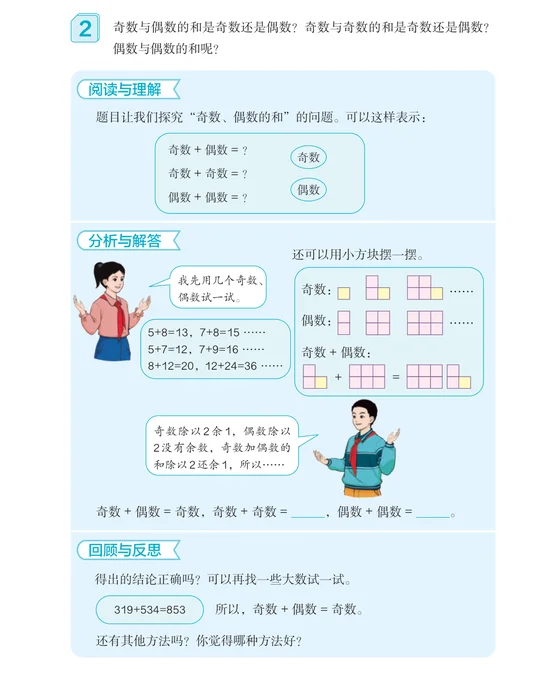 2
奇数与偶数的和是奇数还是偶数？奇数与奇数的和是奇数还是偶数？
偶数与偶数的和呢？
阅读与理解
题目让我们探究“奇数、偶数的和”的问题。可以这样表示：
奇数 + 偶数 = ？
奇数 + 奇数 = ？
偶数 + 偶数 = ？
奇数
偶数
分析与解答
我先用几个奇数、
偶数试一试。
5+8=13，7+8=15 ……
5+7=12，7+9=16 ……
8+12=20，12+24=36 ……
还可以用小方块摆一摆。
奇数： ……
偶数： ……
奇数 + 偶数：
+ =
奇数除以2余1，偶数除以
2没有余数，奇数加偶数的
和除以2还余1，所以……
奇数 + 偶数 = 奇数，奇数 + 奇数 = _____，偶数 + 偶数 = _____。
回顾与反思
得出的结论正确吗？可以再找一些大数试一试。
319+534=853
所以，奇数 + 偶数 = 奇数。
还有其他方法吗？你觉得哪种方法好？